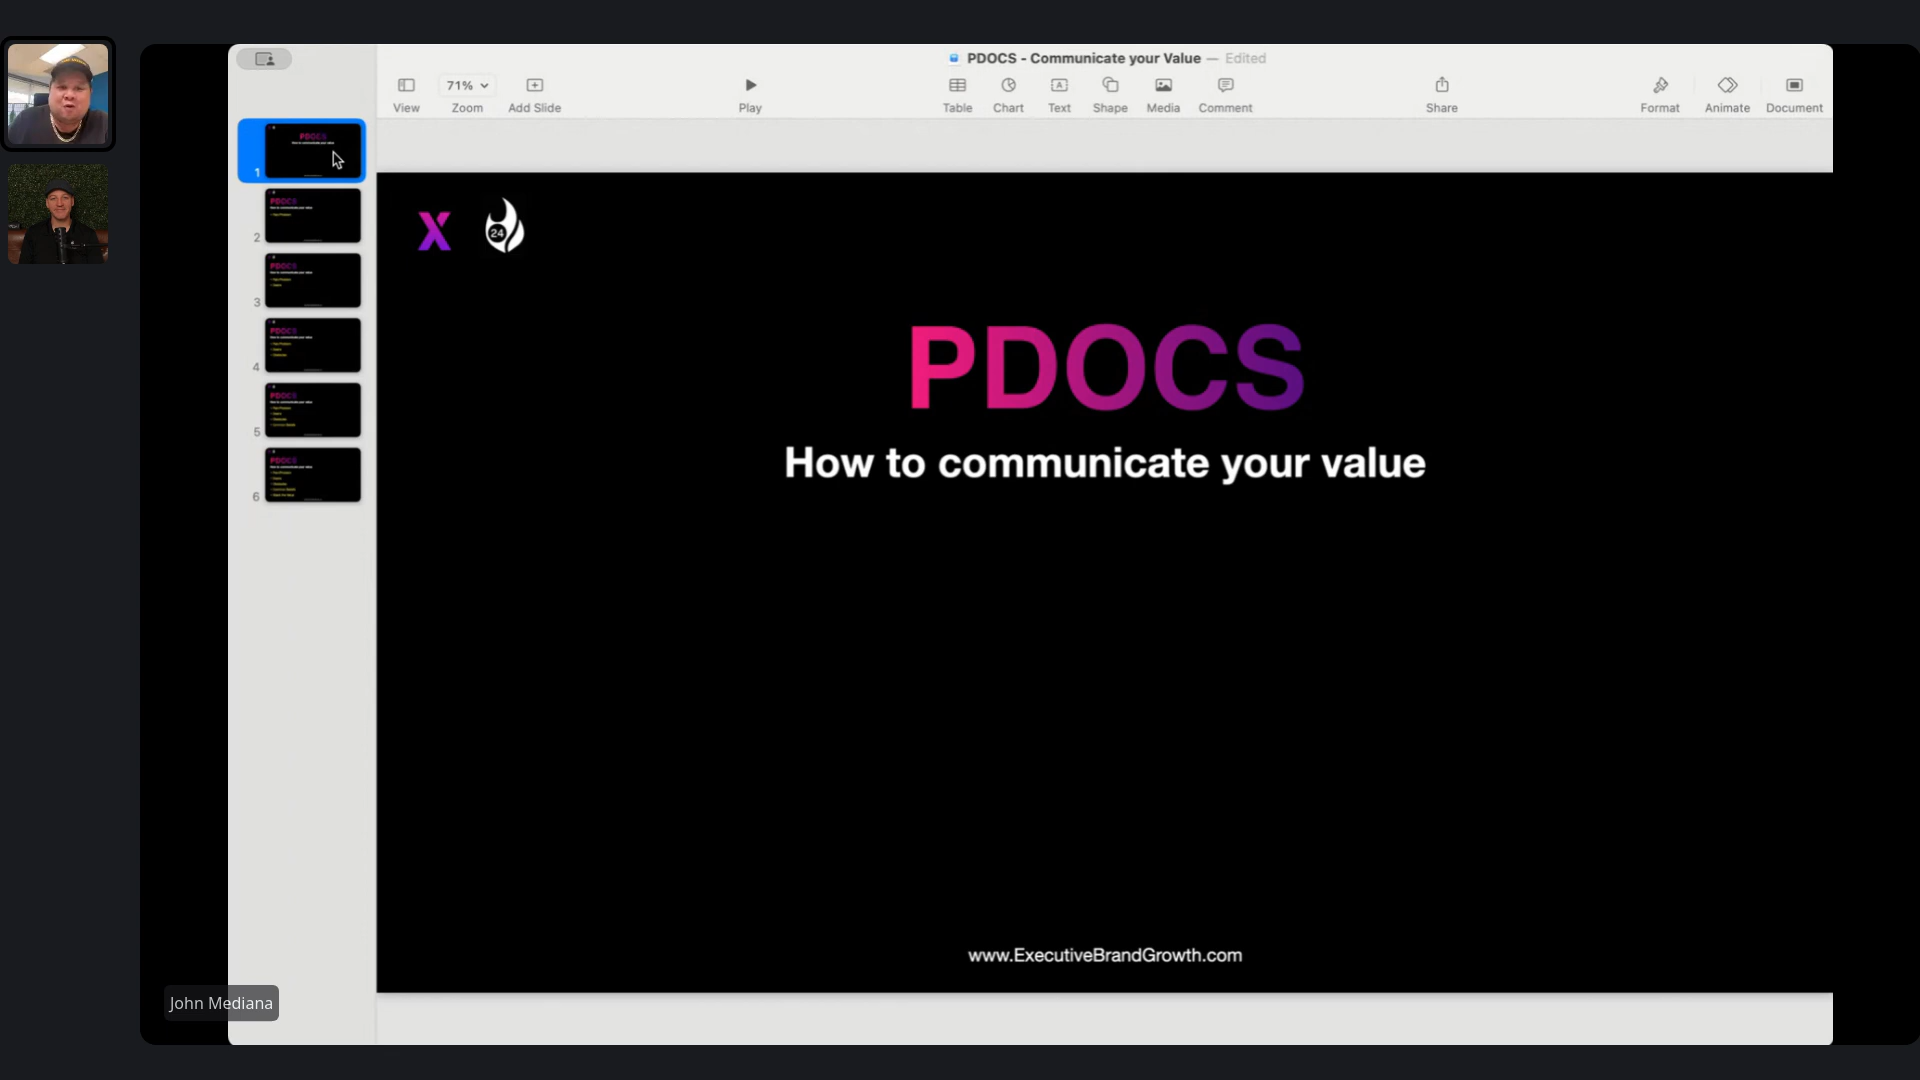 PDOCS - Communicate your Value — Edited
View
71%
Zoom
Add Slide
Play
Table
Chart
Text
Shape
Media
Comment
Share
Format
Animate
Document
1
2
3
4
5
6
X
24
PDOCS
How to communicate your value
www.ExecutiveBrandGrowth.com
John Mediana